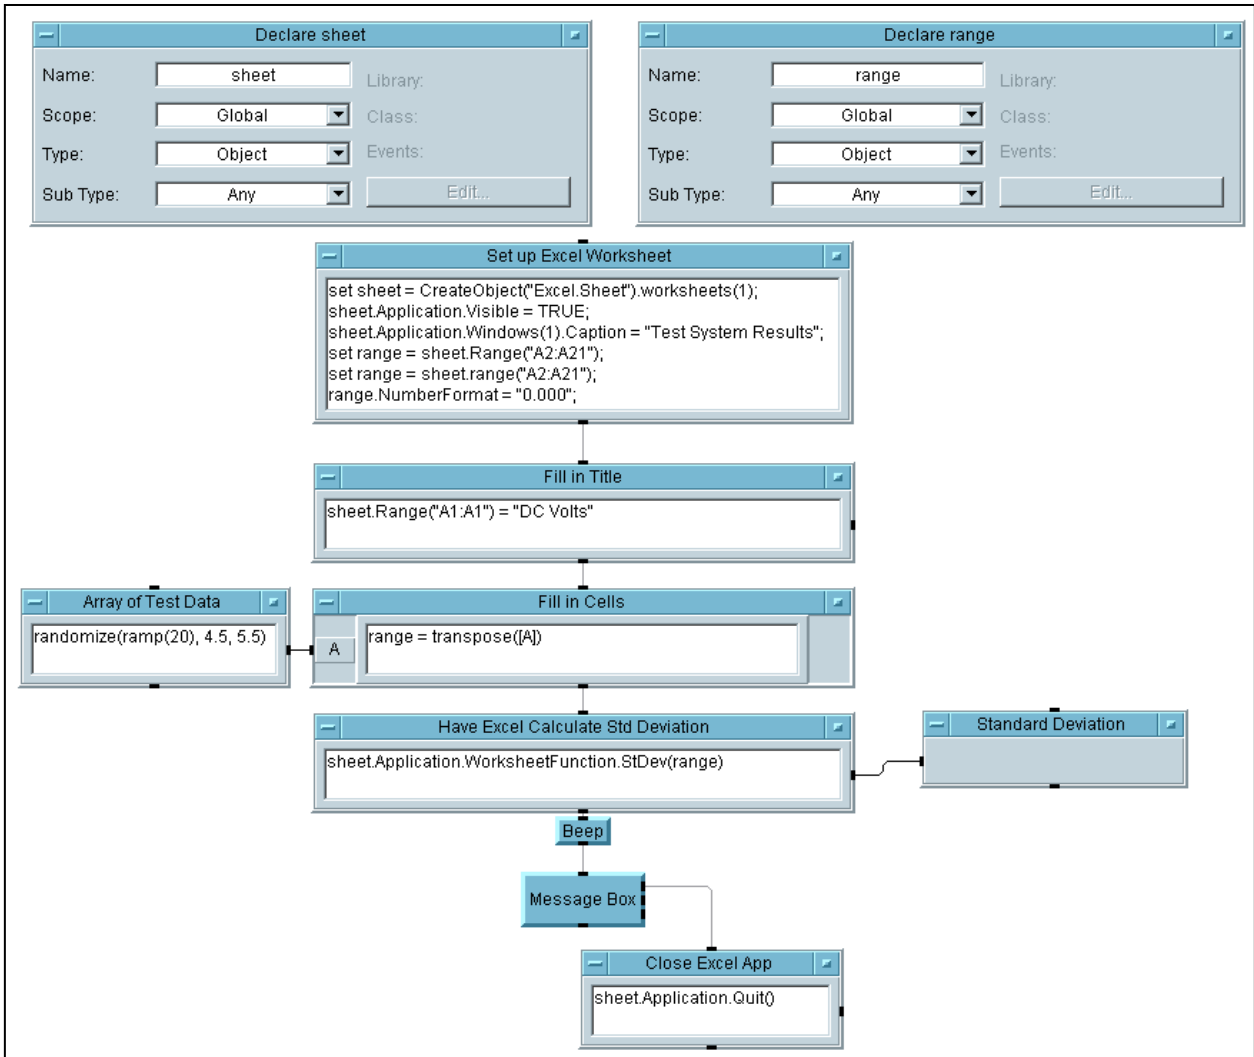 Declare sheet
Name: sheet Library:
Scope: Global Class:
Type: Object Events:
Sub Type: Any Edit...
Declare range
Name: range Library:
Scope: Global Class:
Type: Object Events:
Sub Type: Any Edit...
Set up Excel Worksheet
set sheet = CreateObject("Excel.Sheet").worksheets(1);
sheet.Application.Visible = TRUE;
sheet.Application.Windows(1).Caption = "Test System Results";
set range = sheet.Range("A2:A21");
set range = sheet.range("A2:A21");
range.NumberFormat = "0.000";
Fill in Title
sheet.Range("A1:A1") = "DC Volts"
Array of Test Data
randomize(ramp(20), 4.5, 5.5)
Fill in Cells
A
range = transpose([A])
Have Excel Calculate Std Deviation
sheet.Application.WorksheetFunction.StDev(range)
Standard Deviation
Beep
Message Box
Close Excel App
sheet.Application.Quit()